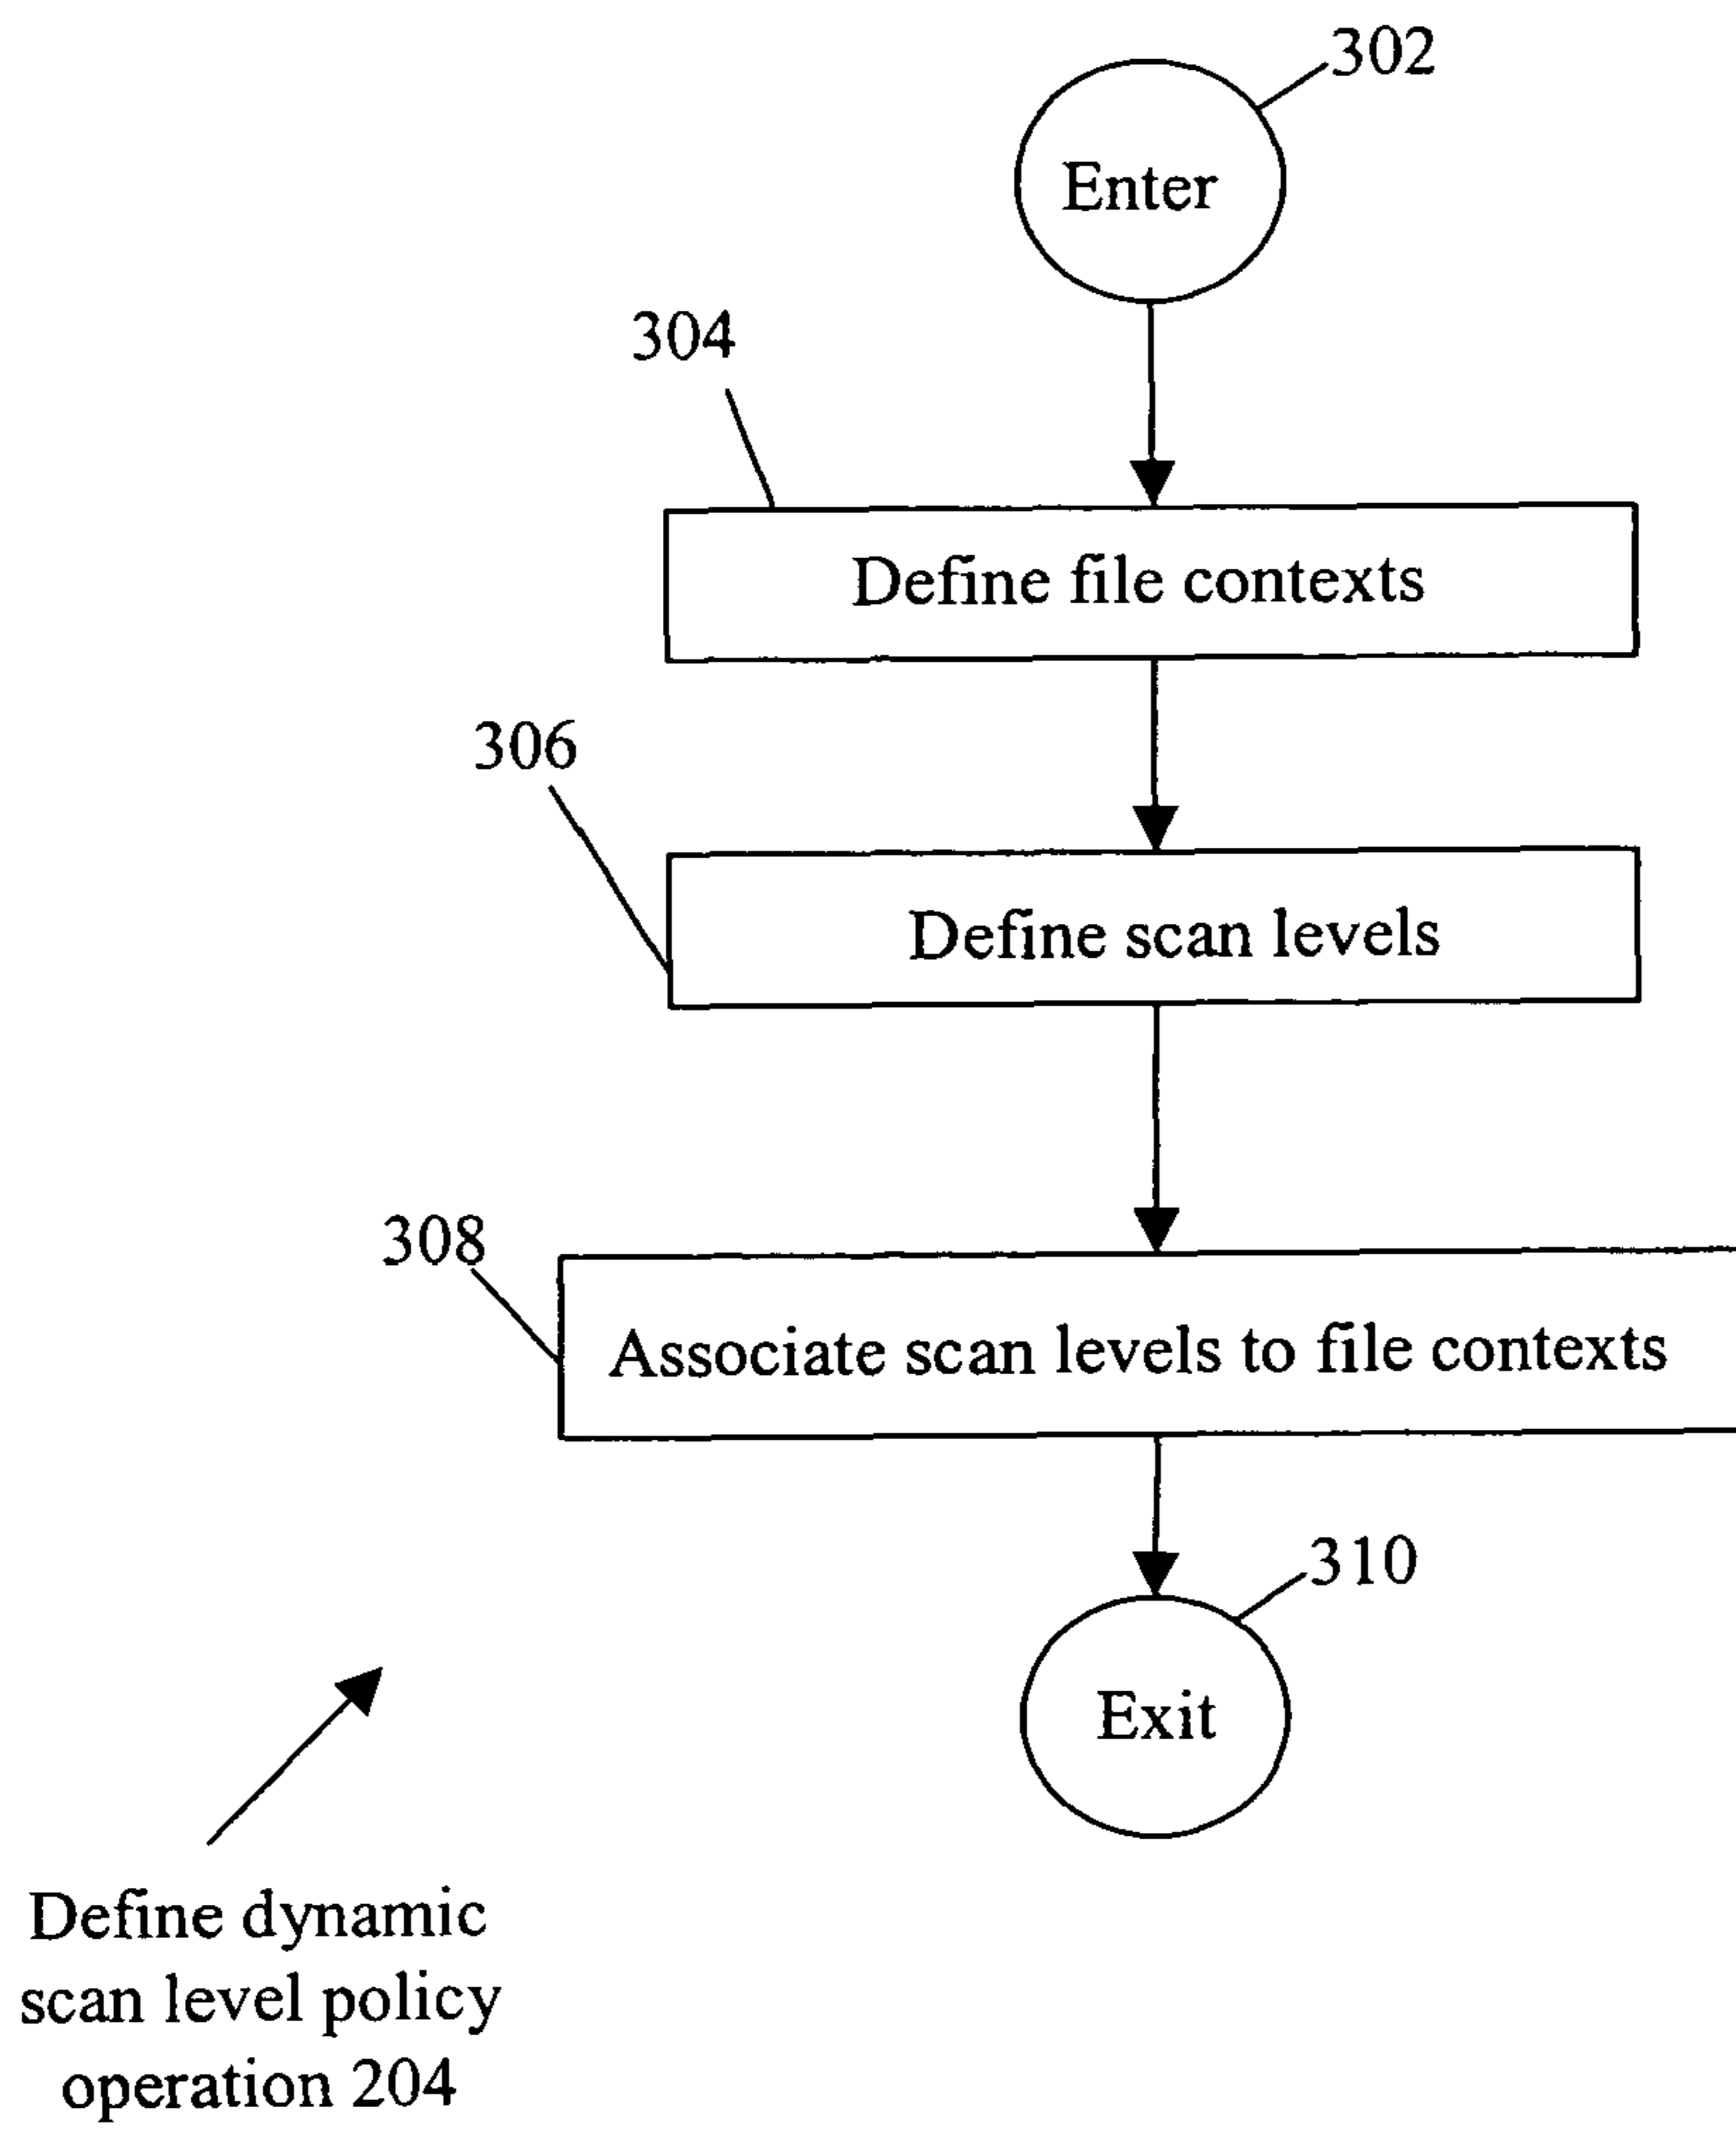 302
Enter
304
Define file contexts
306
Define scan levels
308
Associate scan levels to file contexts
310
Exit
Define dynamic
scan level policy
operation 204